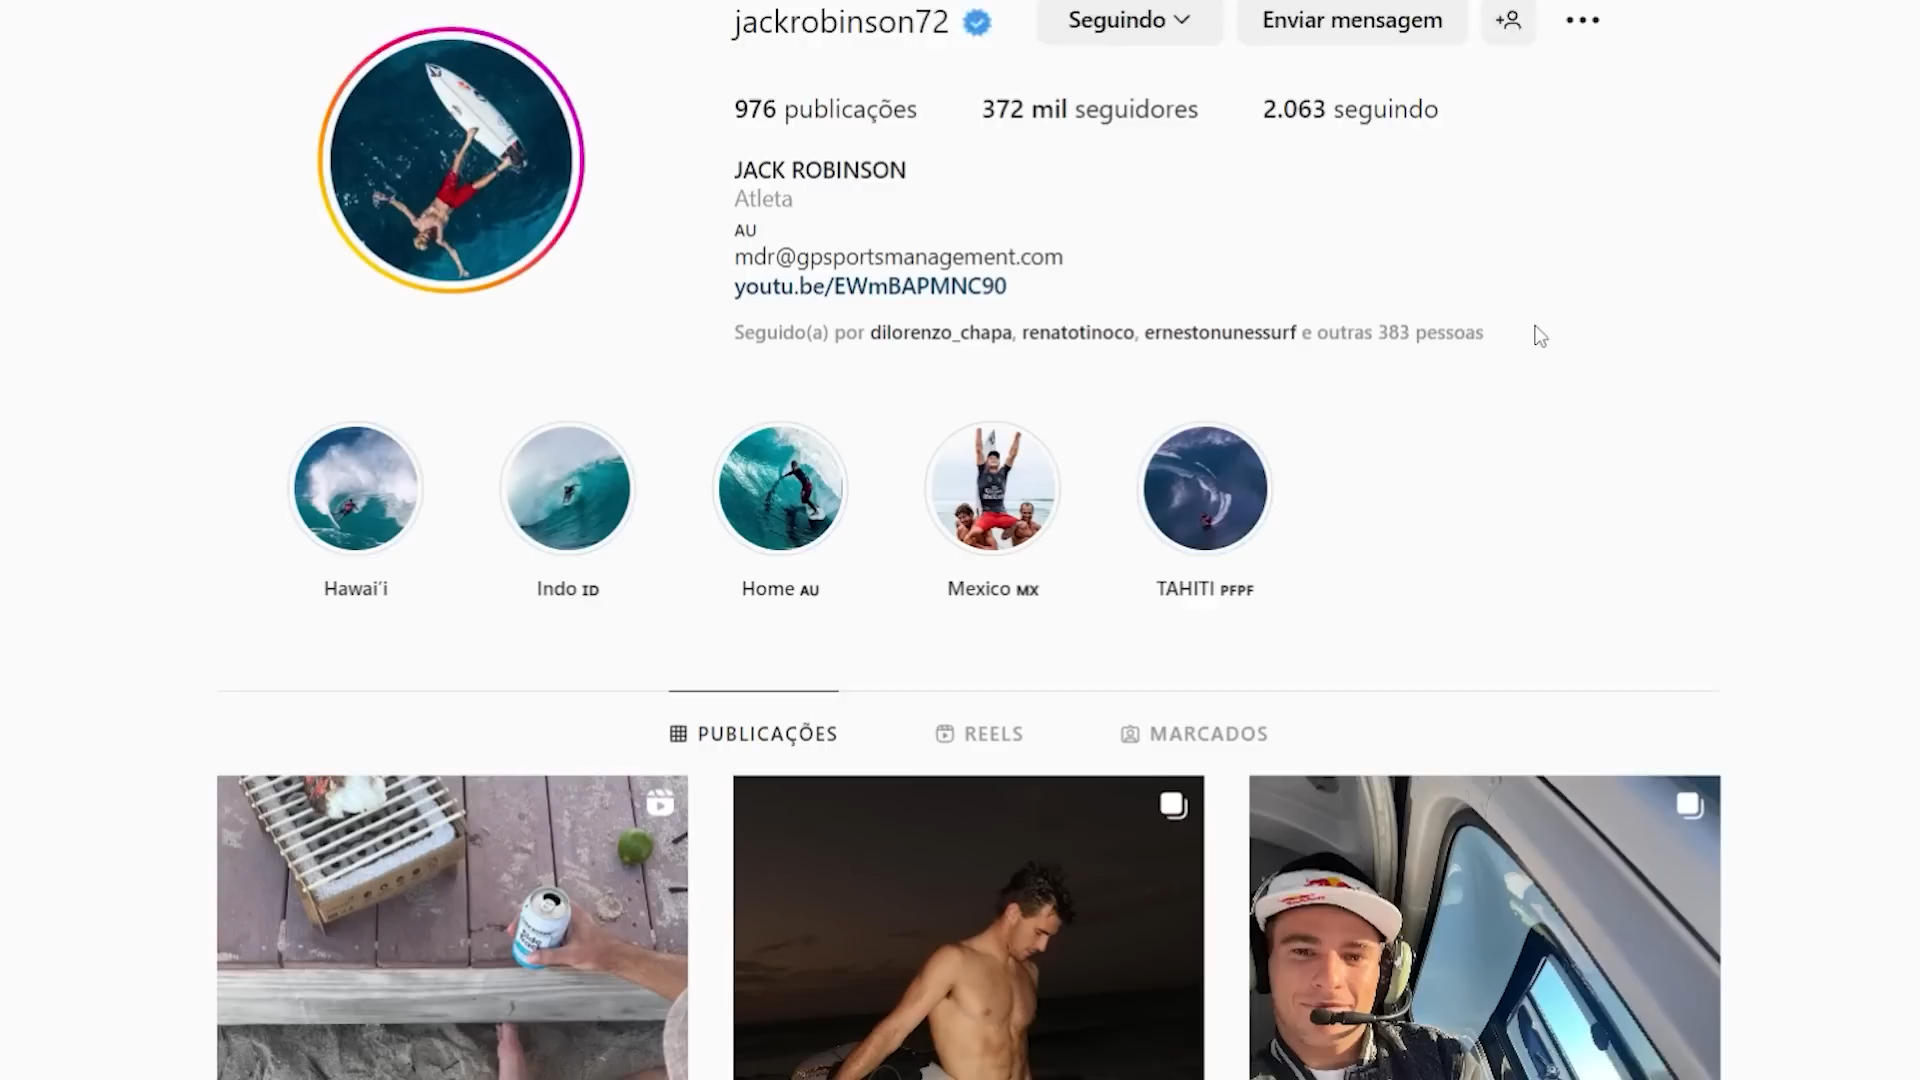 jackrobinson72
Seguindo
Enviar mensagem
976 publicações
372 mil seguidores
2.063 seguindo
JACK ROBINSON
Atleta
AU
mdr@gpsportsmanagement.com
youtu.be/EWmBAPMNC90
Seguido(a) por dilorenzo_chapa, renatotinoco, ernestonunessurf e outras 383 pessoas
Hawai´i
Indo ID
Home AU
Mexico MX
TAHITI PFPF
PUBLICAÇÕES
REELS
MARCADOS